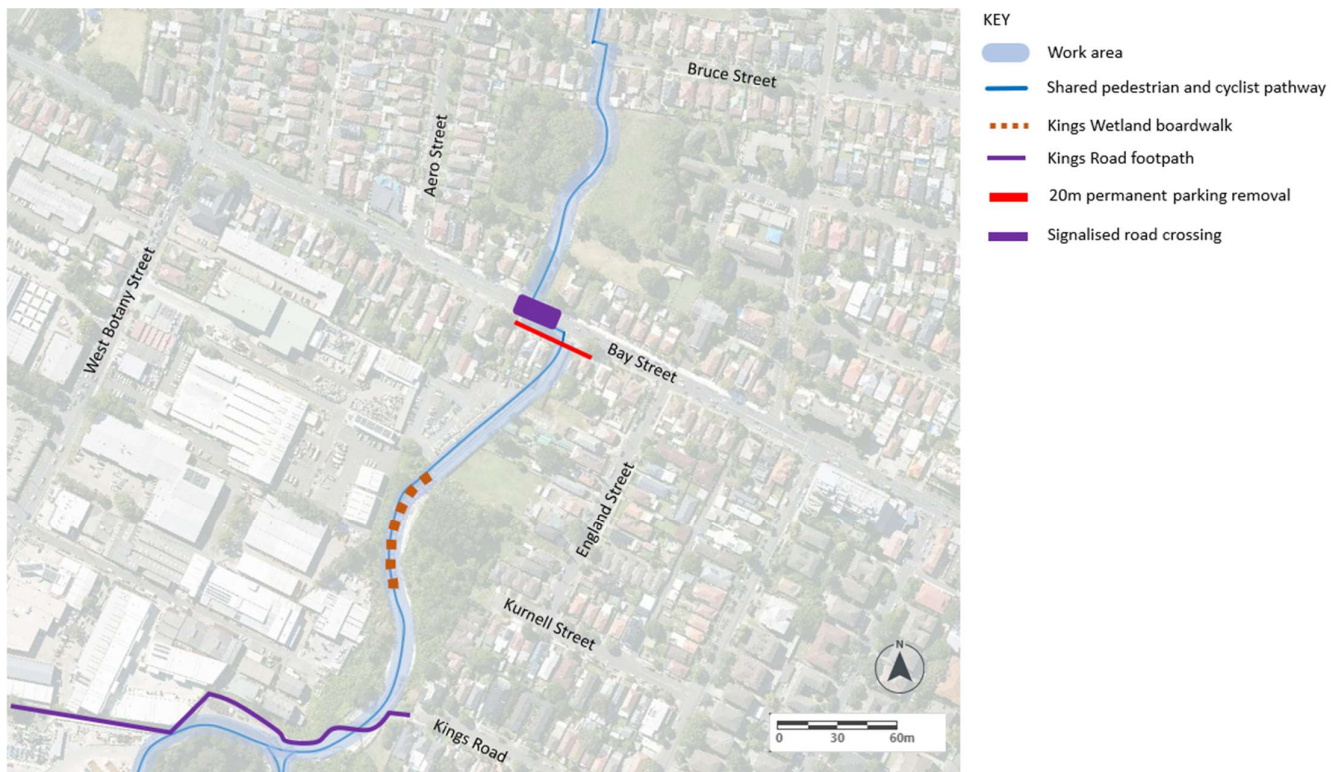 KEY
Work area
Shared pedestrian and cyclist pathway
Kings Wetland boardwalk
Kings Road footpath
20m permanent parking removal
Signalised road crossing
Bruce Street
Aero Street
West Botany Street
Bay Street
England Street
Kurnell Street
Kings Road
N
0 30 60m